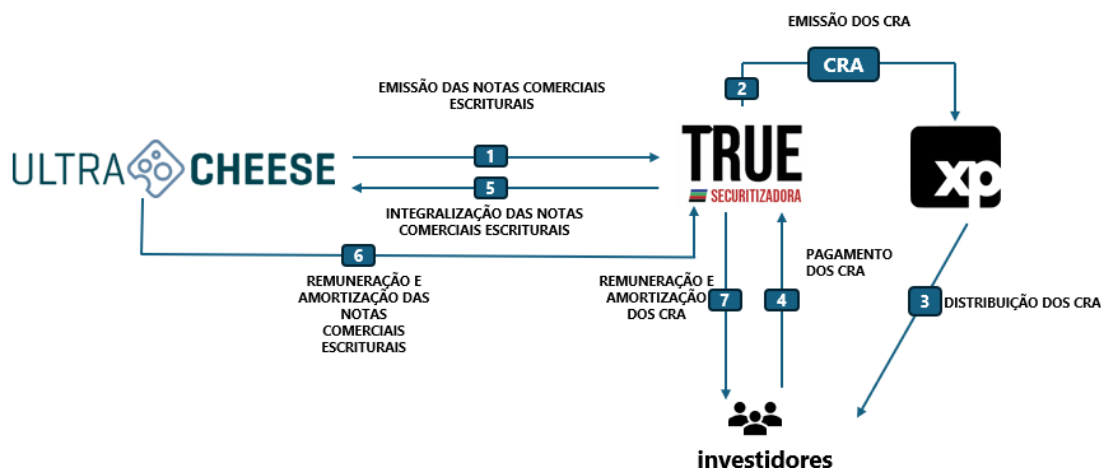 EMISSÃO DOS CRA
CRA
2
EMISSÃO DAS NOTAS COMERCIAIS
ESCRITURAIS
ULTRA CHEESE
1
5
TRUE
SECURITIZADORA
xp
INTEGRALIZAÇÃO DAS NOTAS
COMERCIAIS ESCRITURAIS
6
REMUNERAÇÃO E
AMORTIZAÇÃO DAS
NOTAS
COMERCIAIS
ESCRITURAIS
REMUNERAÇÃO E
AMORTIZAÇÃO
DOS CRA
7
4
PAGAMENTO
DOS CRA
3
DISTRIBUIÇÃO DOS CRA
investidores